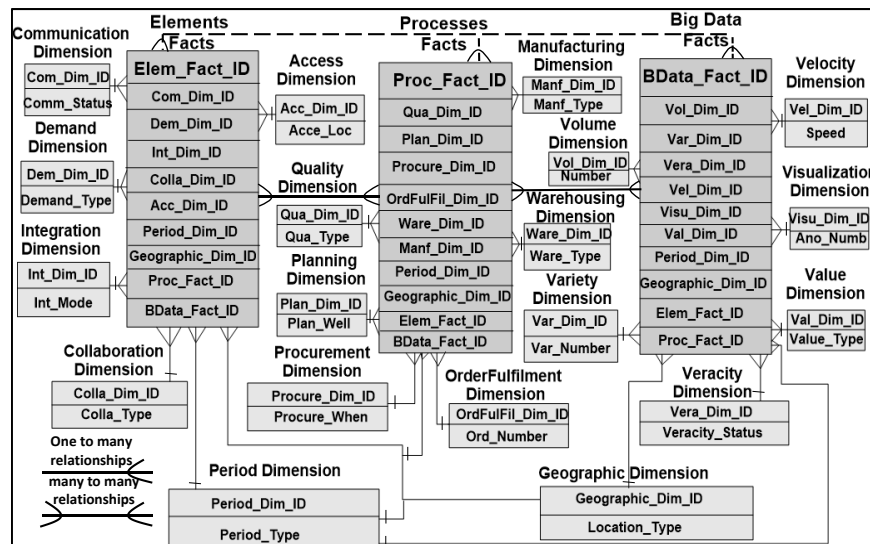 Elements
Facts
Processes
Facts
Big Data
Facts
Communication
Dimension
Com_Dim_ID
Comm_Status
Demand
Dimension
Dem_Dim_ID
Demand_Type
Integration
Dimension
Int_Dim_ID
Int_Mode
Elem_Fact_ID
Com_Dim_ID
Dem_Dim_ID
Int_Dim_ID
Colla_Dim_ID
Acc_Dim_ID
Period_Dim_ID
Geographic_Dim_ID
Proc_Fact_ID
BData_Fact_ID
Access
Dimension
Acc_Dim_ID
Acce_Loc
Quality
Dimension
Qua_Dim_ID
Qua_Type
Planning
Dimension
Plan_Dim_ID
Plan_Well
Procurement
Dimension
Procure_Dim_ID
Procure_When
Proc_Fact_ID
Qua_Dim_ID
Plan_Dim_ID
Procure_Dim_ID
OrdFulFil_Dim_ID
Ware_Dim_ID
Manf_Dim_ID
Period_Dim_ID
Geographic_Dim_ID
Elem_Fact_ID
BData_Fact_ID
Manufacturing
Dimension
Manf_Dim_ID
Manf_Type
Volume
Dimension
Vol_Dim_ID
Number
Warehousing
Dimension
Ware_Dim_ID
Ware_Type
Variety
Dimension
Var_Dim_ID
Var_Number
OrderFulfilment
Dimension
OrdFulFil_Dim_ID
Ord_Number
BData_Fact_ID
Vol_Dim_ID
Var_Dim_ID
Vera_Dim_ID
Vel_Dim_ID
Visu_Dim_ID
Val_Dim_ID
Period_Dim_ID
Geographic_Dim_ID
Elem_Fact_ID
Proc_Fact_ID
Velocity
Dimension
Vel_Dim_ID
Speed
Visualization
Dimension
Visu_Dim_ID
Ano_Numb
Value
Dimension
Val_Dim_ID
Value_Type
Veracity
Dimension
Vera_Dim_ID
Veracity_Status
Collaboration
Dimension
Colla_Dim_ID
Colla_Type
One to many
relationships
many to many
relationships
Period Dimension
Period_Dim_ID
Period_Type
Geographic Dimension
Geographic_Dim_ID
Location_Type